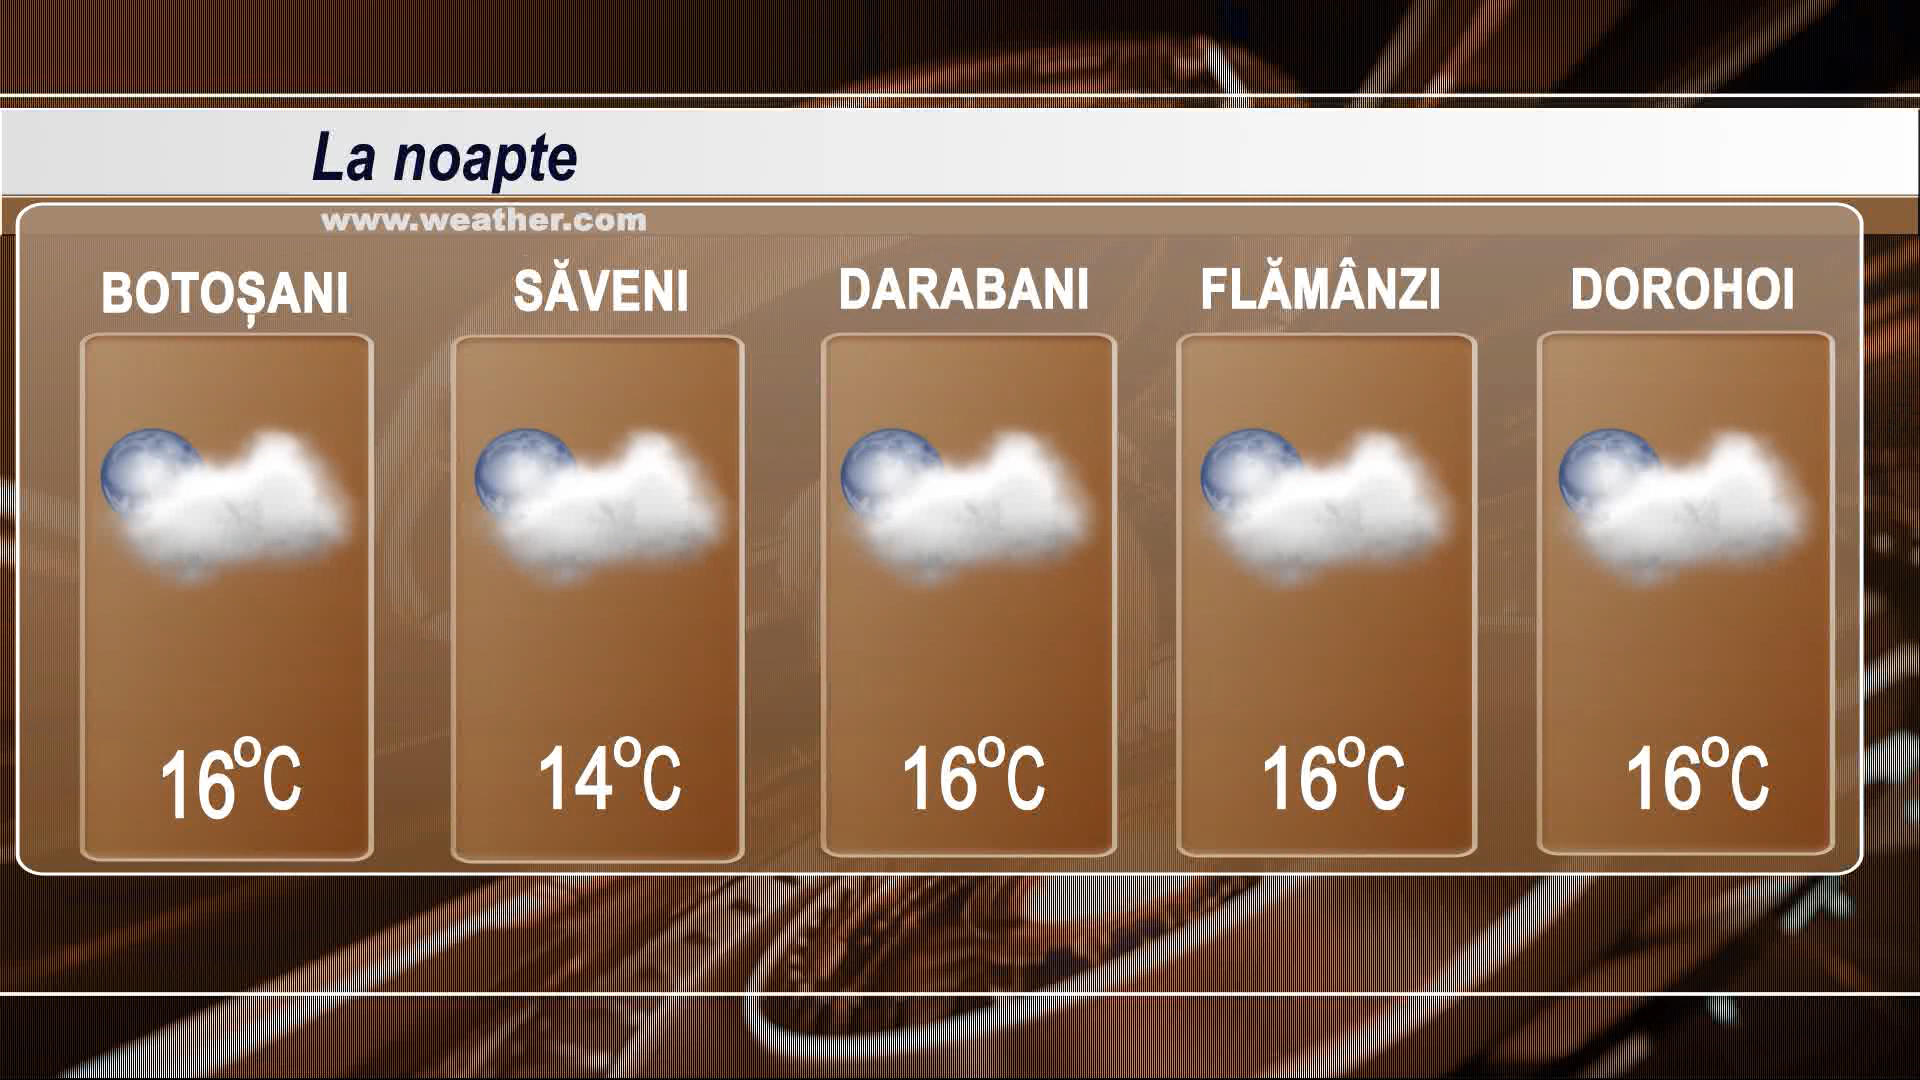 La noapte
www.weather.com
BOTOȘANI SĂVENI DARABANI FLĂMÂNZI DOROHOI
16°C 14°C 16°C 16°C 16°C